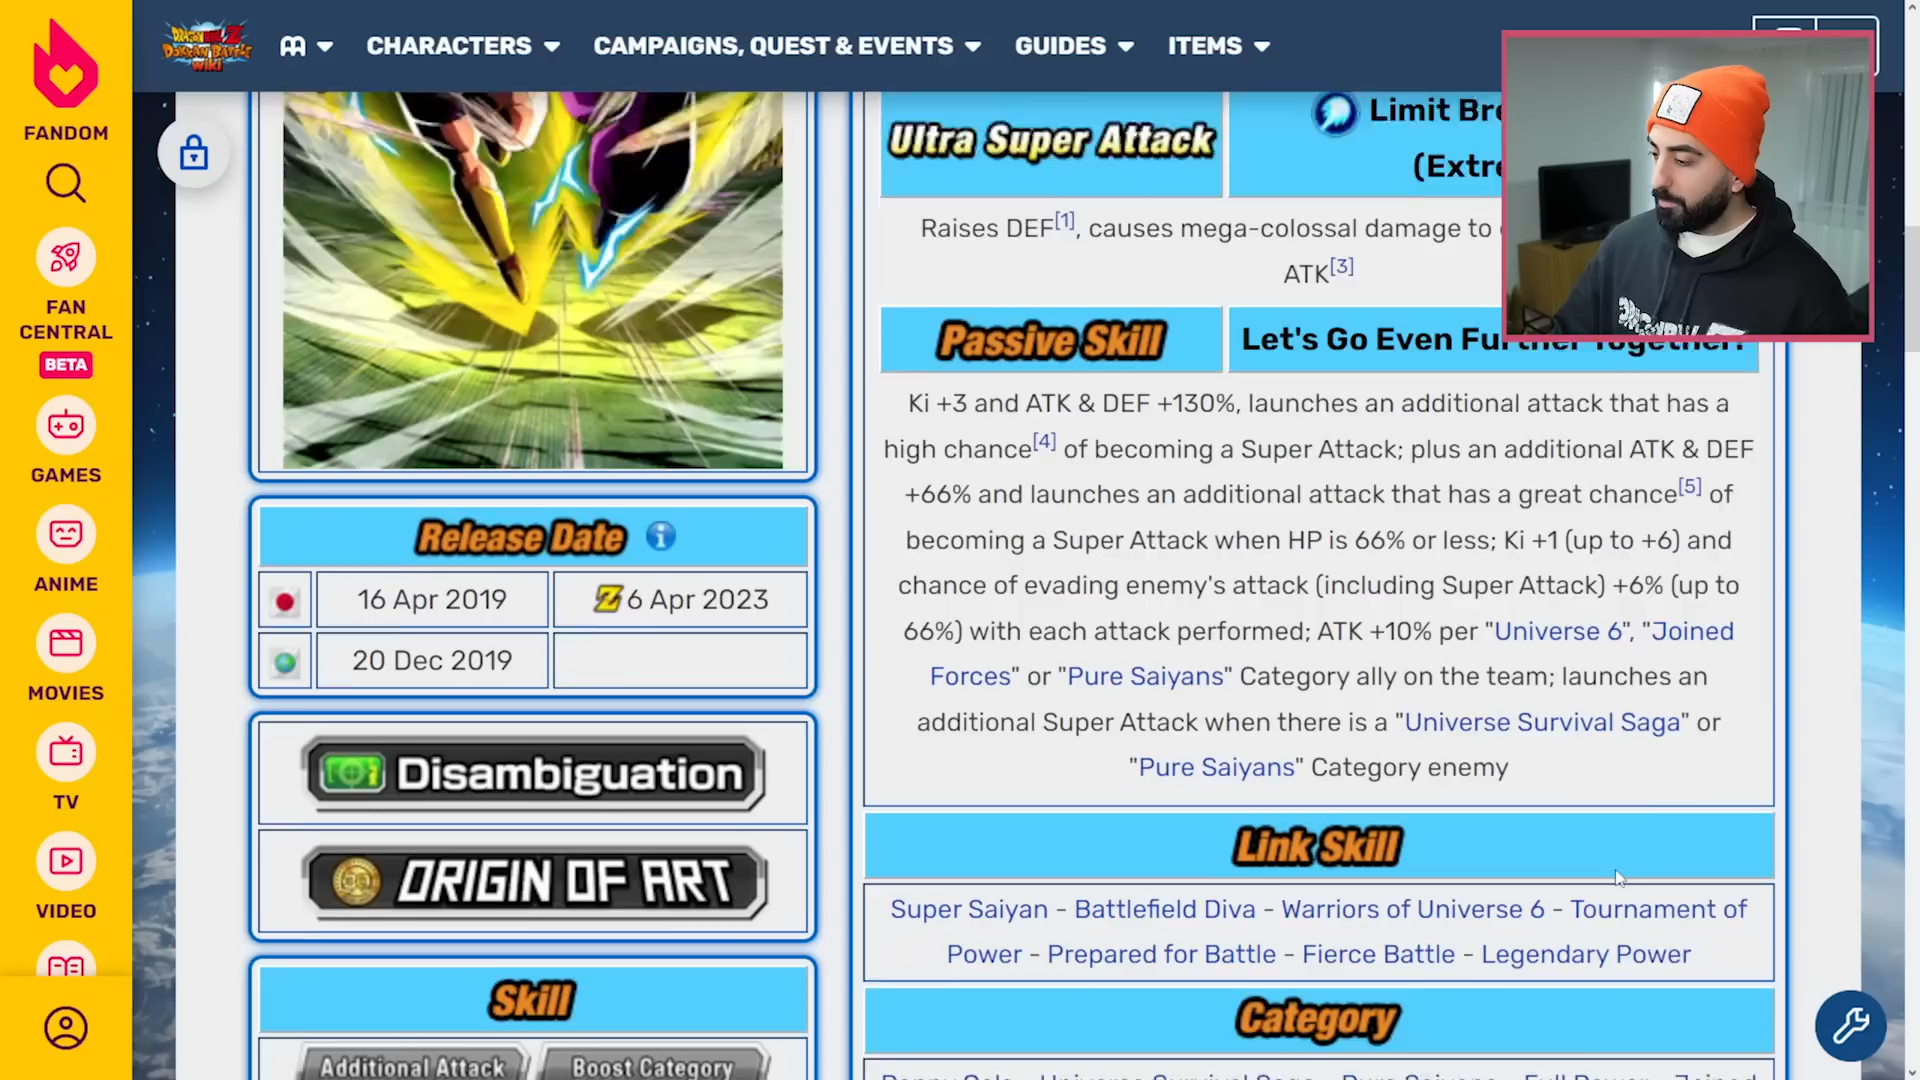 FANDOM
FAN
CENTRAL
BETA
GAMES
ANIME
MOVIES
TV
VIDEO
DRAGON BALL Z
DOKKAN BATTLE
WIKI
CHARACTERS
CAMPAIGNS, QUEST & EVENTS
GUIDES
ITEMS
Release Date
16 Apr 2019
Z 6 Apr 2023
20 Dec 2019
Disambiguation
ORIGIN OF ART
Skill
Additional Attack
Boost Category
Ultra Super Attack
Limit Bre
(Extre
Raises DEF[1], causes mega-colossal damage to
ATK[3]
Passive Skill
Let's Go Even Further Together!
Ki +3 and ATK & DEF +130%, launches an additional attack that has a
high chance[4] of becoming a Super Attack; plus an additional ATK & DEF
+66% and launches an additional attack that has a great chance[5] of
becoming a Super Attack when HP is 66% or less; Ki +1 (up to +6) and
chance of evading enemy's attack (including Super Attack) +6% (up to
66%) with each attack performed; ATK +10% per "Universe 6", "Joined
Forces" or "Pure Saiyans" Category ally on the team; launches an
additional Super Attack when there is a "Universe Survival Saga" or
"Pure Saiyans" Category enemy
Link Skill
Super Saiyan - Battlefield Diva - Warriors of Universe 6 - Tournament of
Power - Prepared for Battle - Fierce Battle - Legendary Power
Category